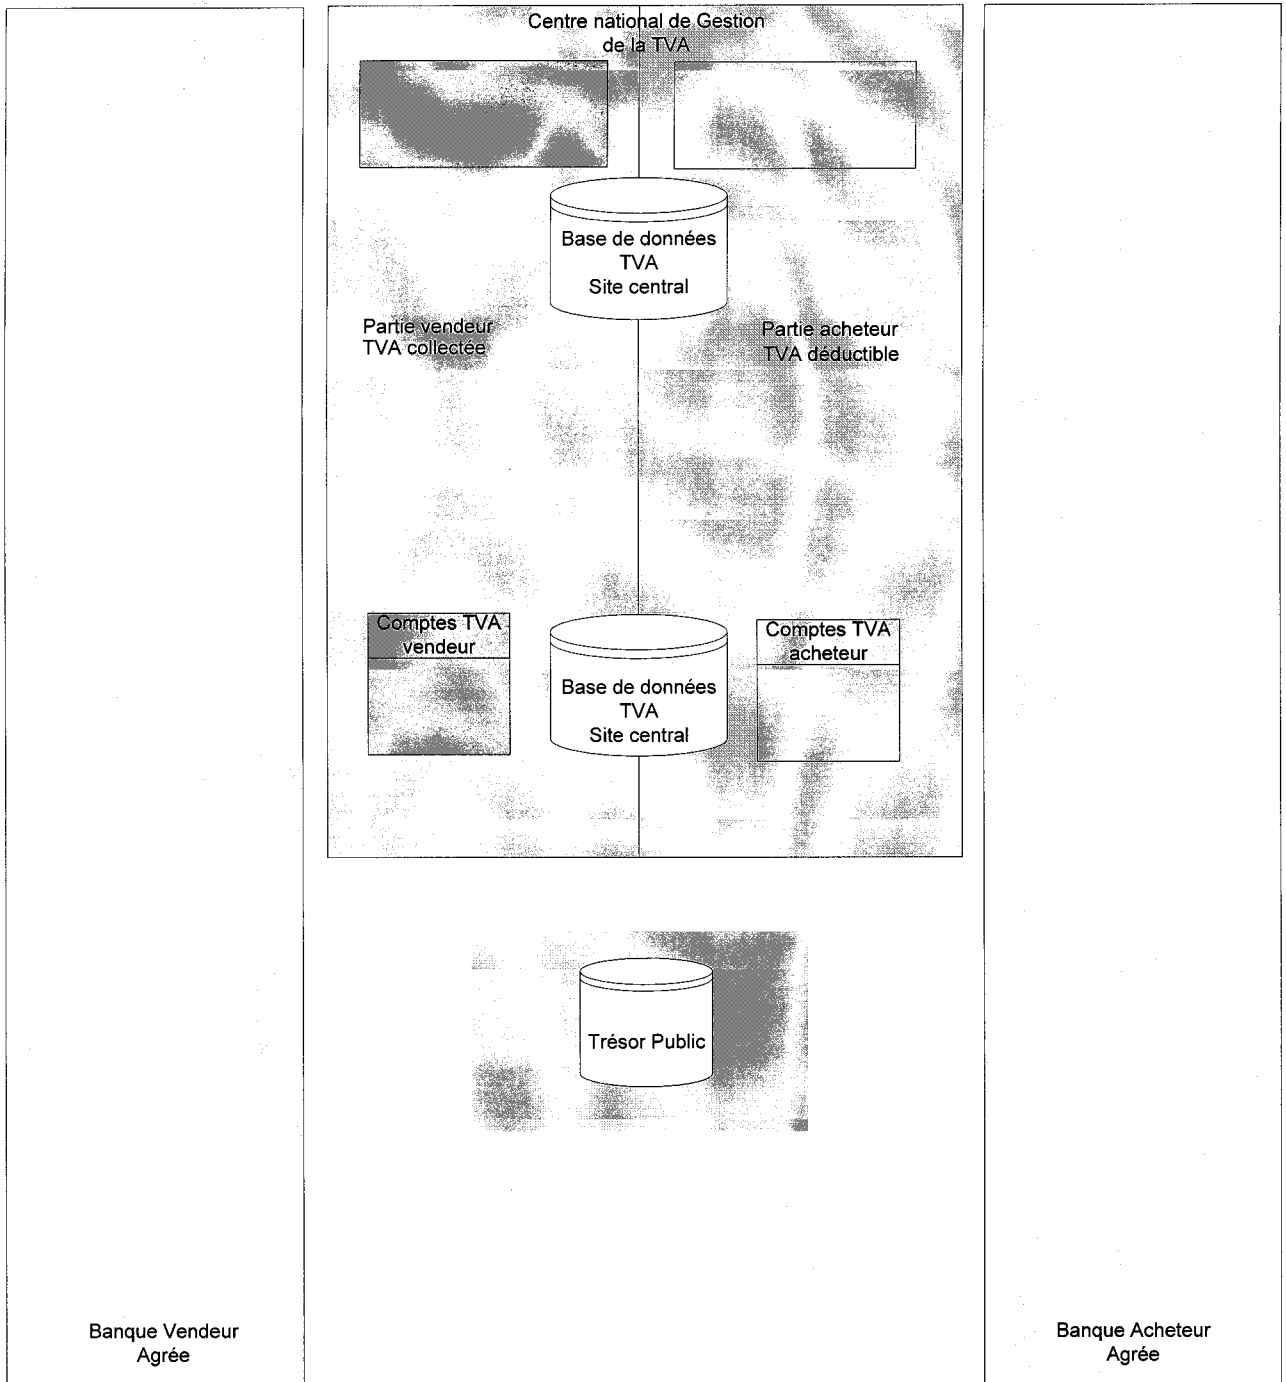 Centre national de Gestion
de la TVA
Base de données
TVA
Site central
Partie vendeur
TVA collectée
Partie acheteur
TVA déductible
Comptes TVA
vendeur
Base de données
TVA
Site central
Comptes TVA
acheteur
Trésor Public
Banque Vendeur
Agrée
Banque Acheteur
Agrée